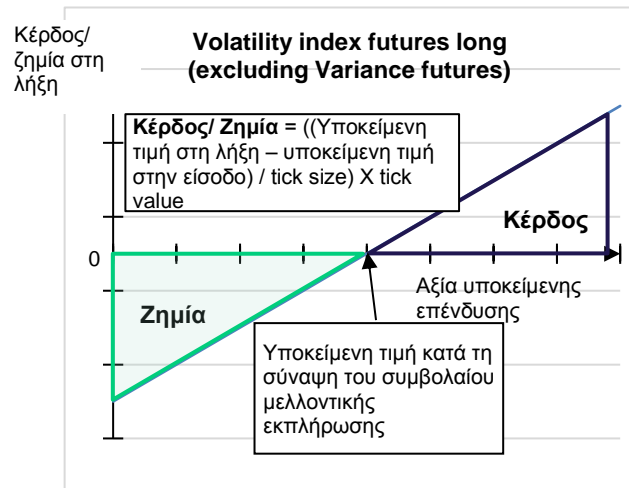 Κέρδος/
ζημία στη
λήξη
Volatility index futures long
(excluding Variance futures)
Κέρδος/ Ζημία = ((Υποκείμενη
τιμή στη λήξη – υποκείμενη τιμή
στην είσοδο) / tick size) X tick
value
Κέρδος
0
Αξία υποκείμενης
επένδυσης
Ζημία
Υποκείμενη τιμή κατά τη
σύναψη του συμβολαίου
μελλοντικής
εκπλήρωσης